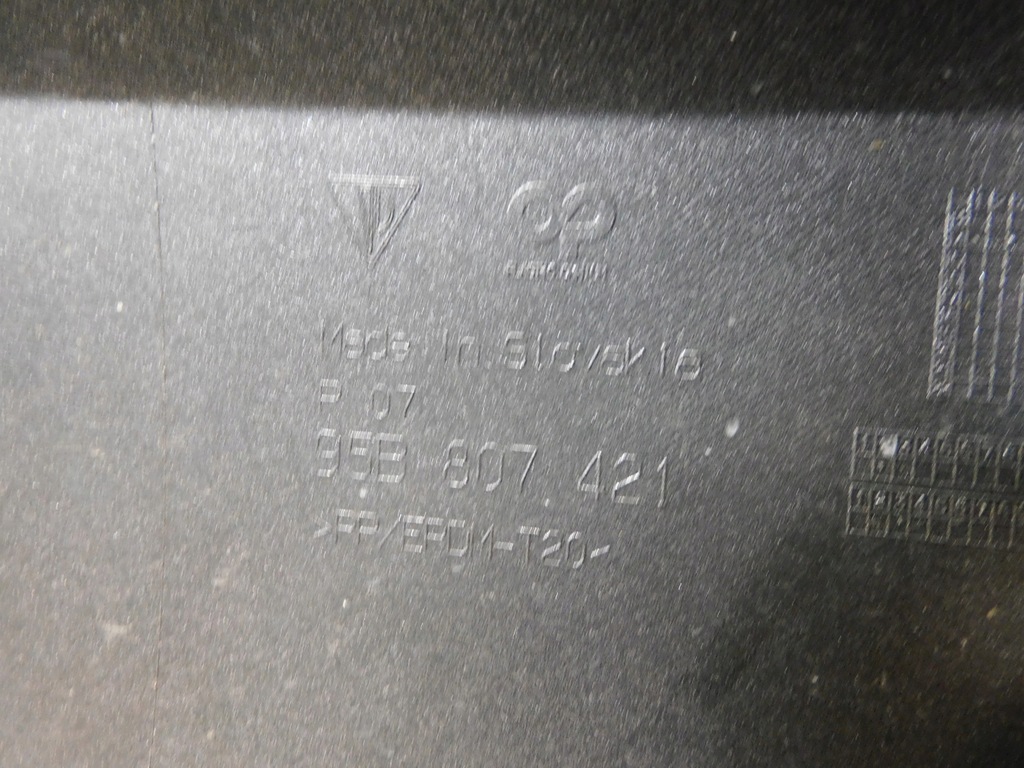 Made in Slovakia
P 07
95B 807 421
>PP/EPDM-T20<